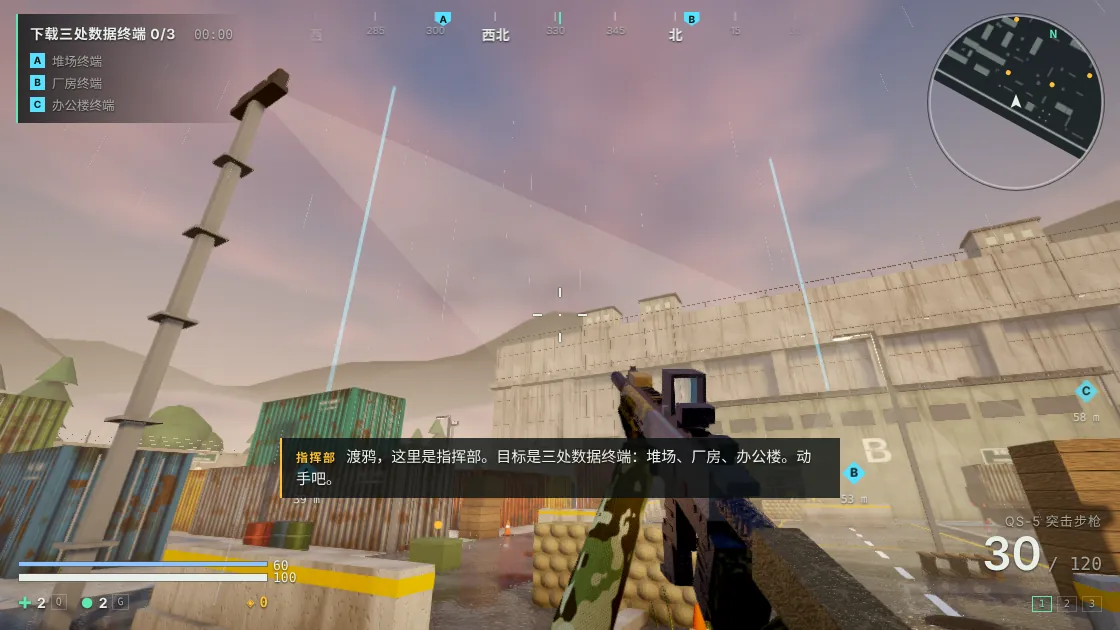 下载三处数据终端 0/3 00:00
A 堆场终端
B 厂房终端
C 办公楼终端
西 285 300 西北 330 345 北 15
A
B
N
C
58 m
B
B
53 m
指挥部 渡鸦，这里是指挥部。目标是三处数据终端：堆场、厂房、办公楼。动
手吧。
39 m
QS-5 突击步枪
30 / 120
60
100
2 Q 2 G 0
1 2 3